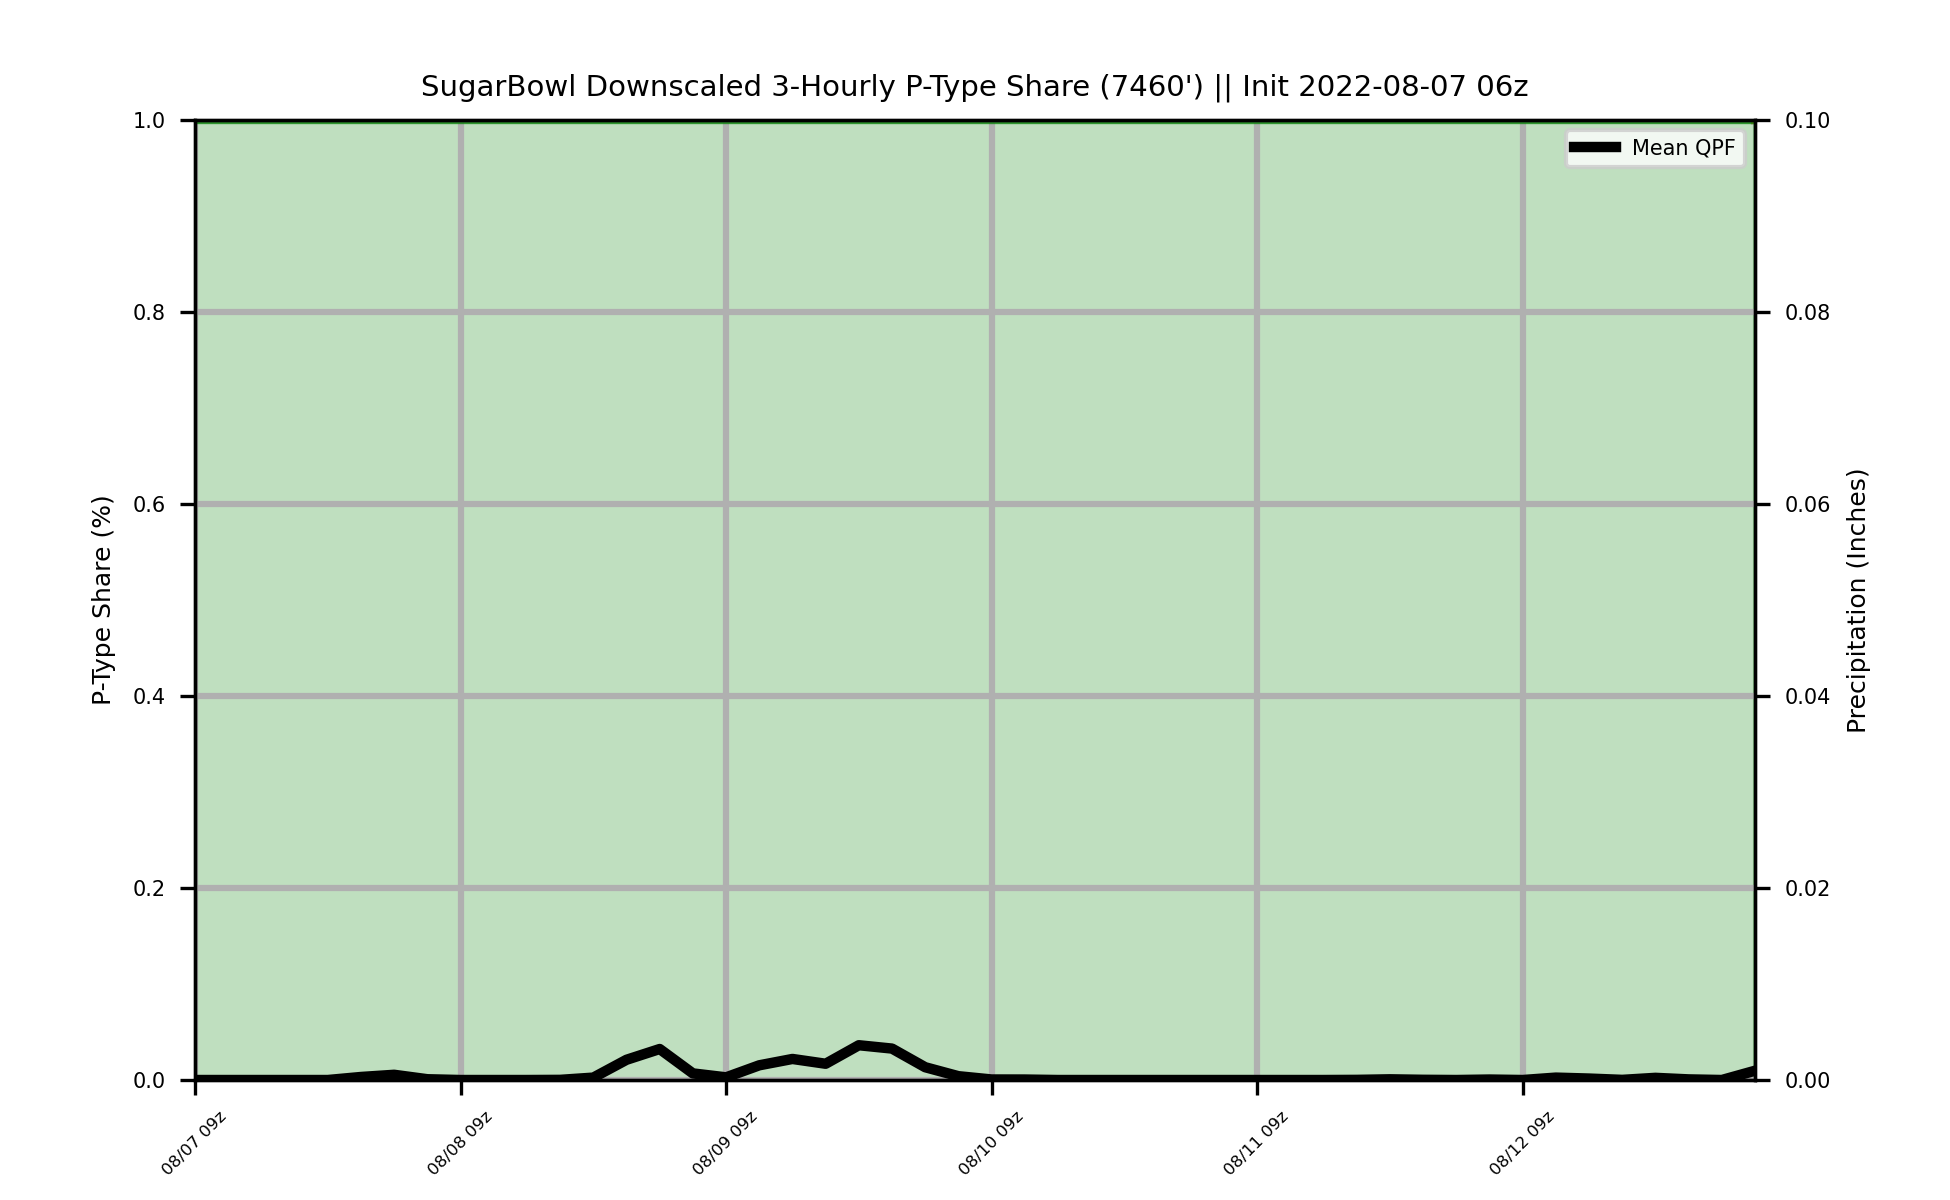 SugarBowl Downscaled 3-Hourly P-Type Share (7460') || Init 2022-08-07 06z
1.0
0.8
0.6
0.4
0.2
0.0
P-Type Share (%)
Mean QPF
0.10
0.08
0.06
0.04
0.02
0.00
Precipitation (Inches)
08/07 09z
08/08 09z
08/09 09z
08/10 09z
08/11 09z
08/12 09z